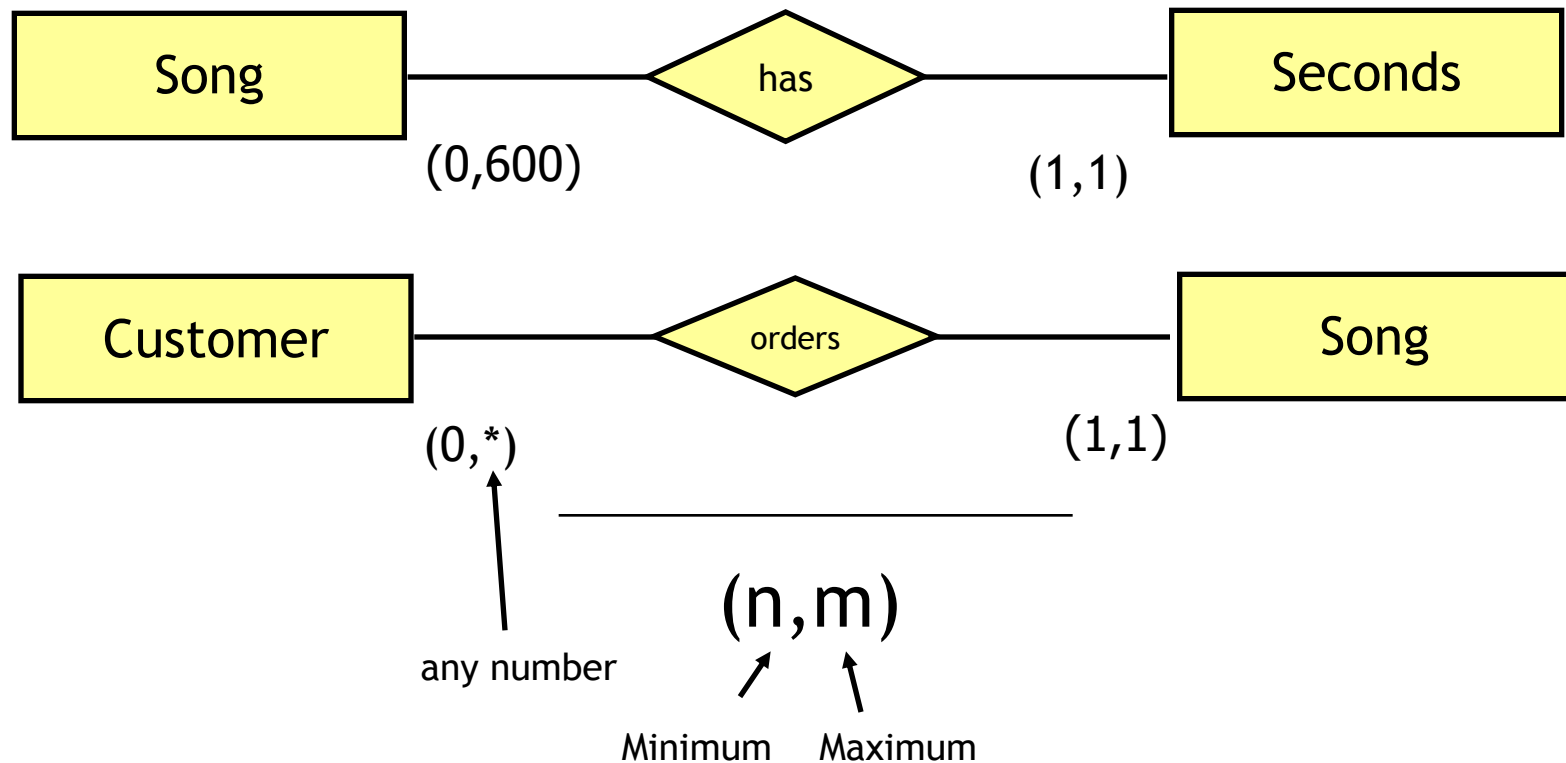 Song has Seconds
(0,600) (1,1)
Customer orders Song
(0,*) (1,1)
(n,m)
any number
Minimum Maximum